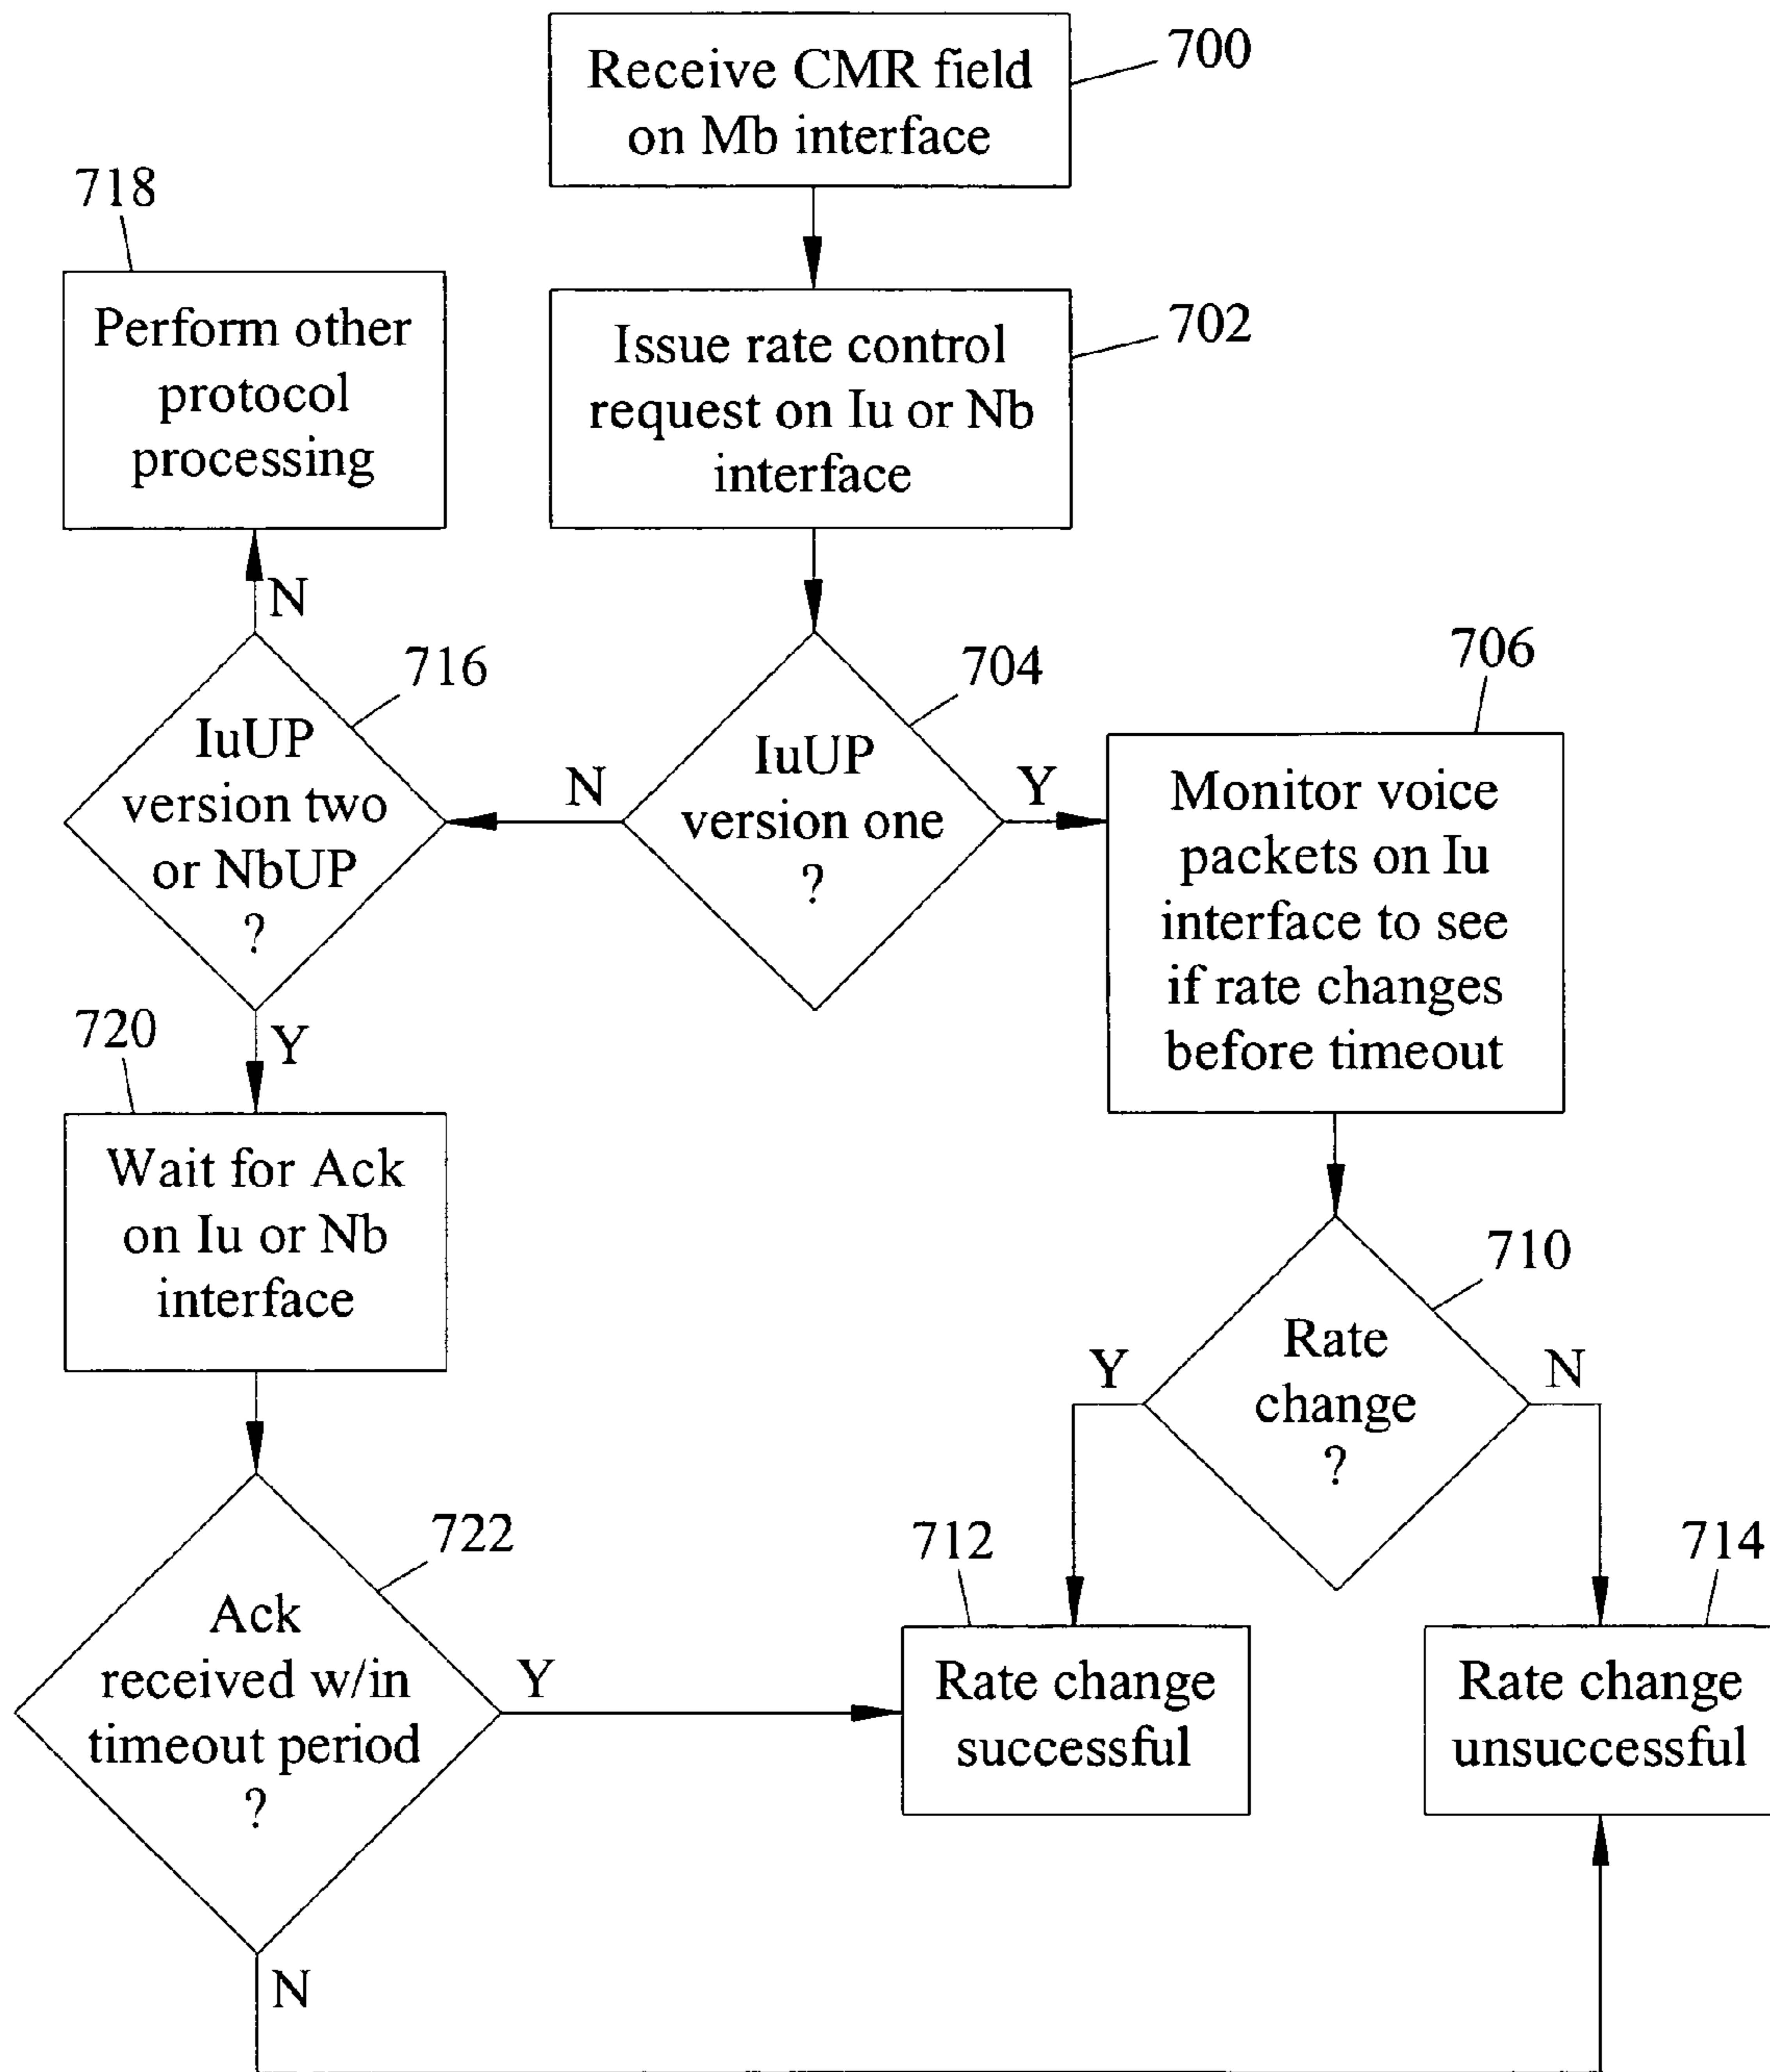 Receive CMR field
on Mb interface
700
718
Perform other
protocol
processing
Issue rate control
request on Iu or Nb
interface
702
N
716
IuUP
version two
or NbUP
?
N
704
IuUP
version one
?
Y
706
Monitor voice
packets on Iu
interface to see
if rate changes
before timeout
720
Y
Wait for Ack
on Iu or Nb
interface
710
Rate
change
?
Y
N
722
Ack
received w/in
timeout period
?
Y
N
712
Rate change
successful
714
Rate change
unsuccessful